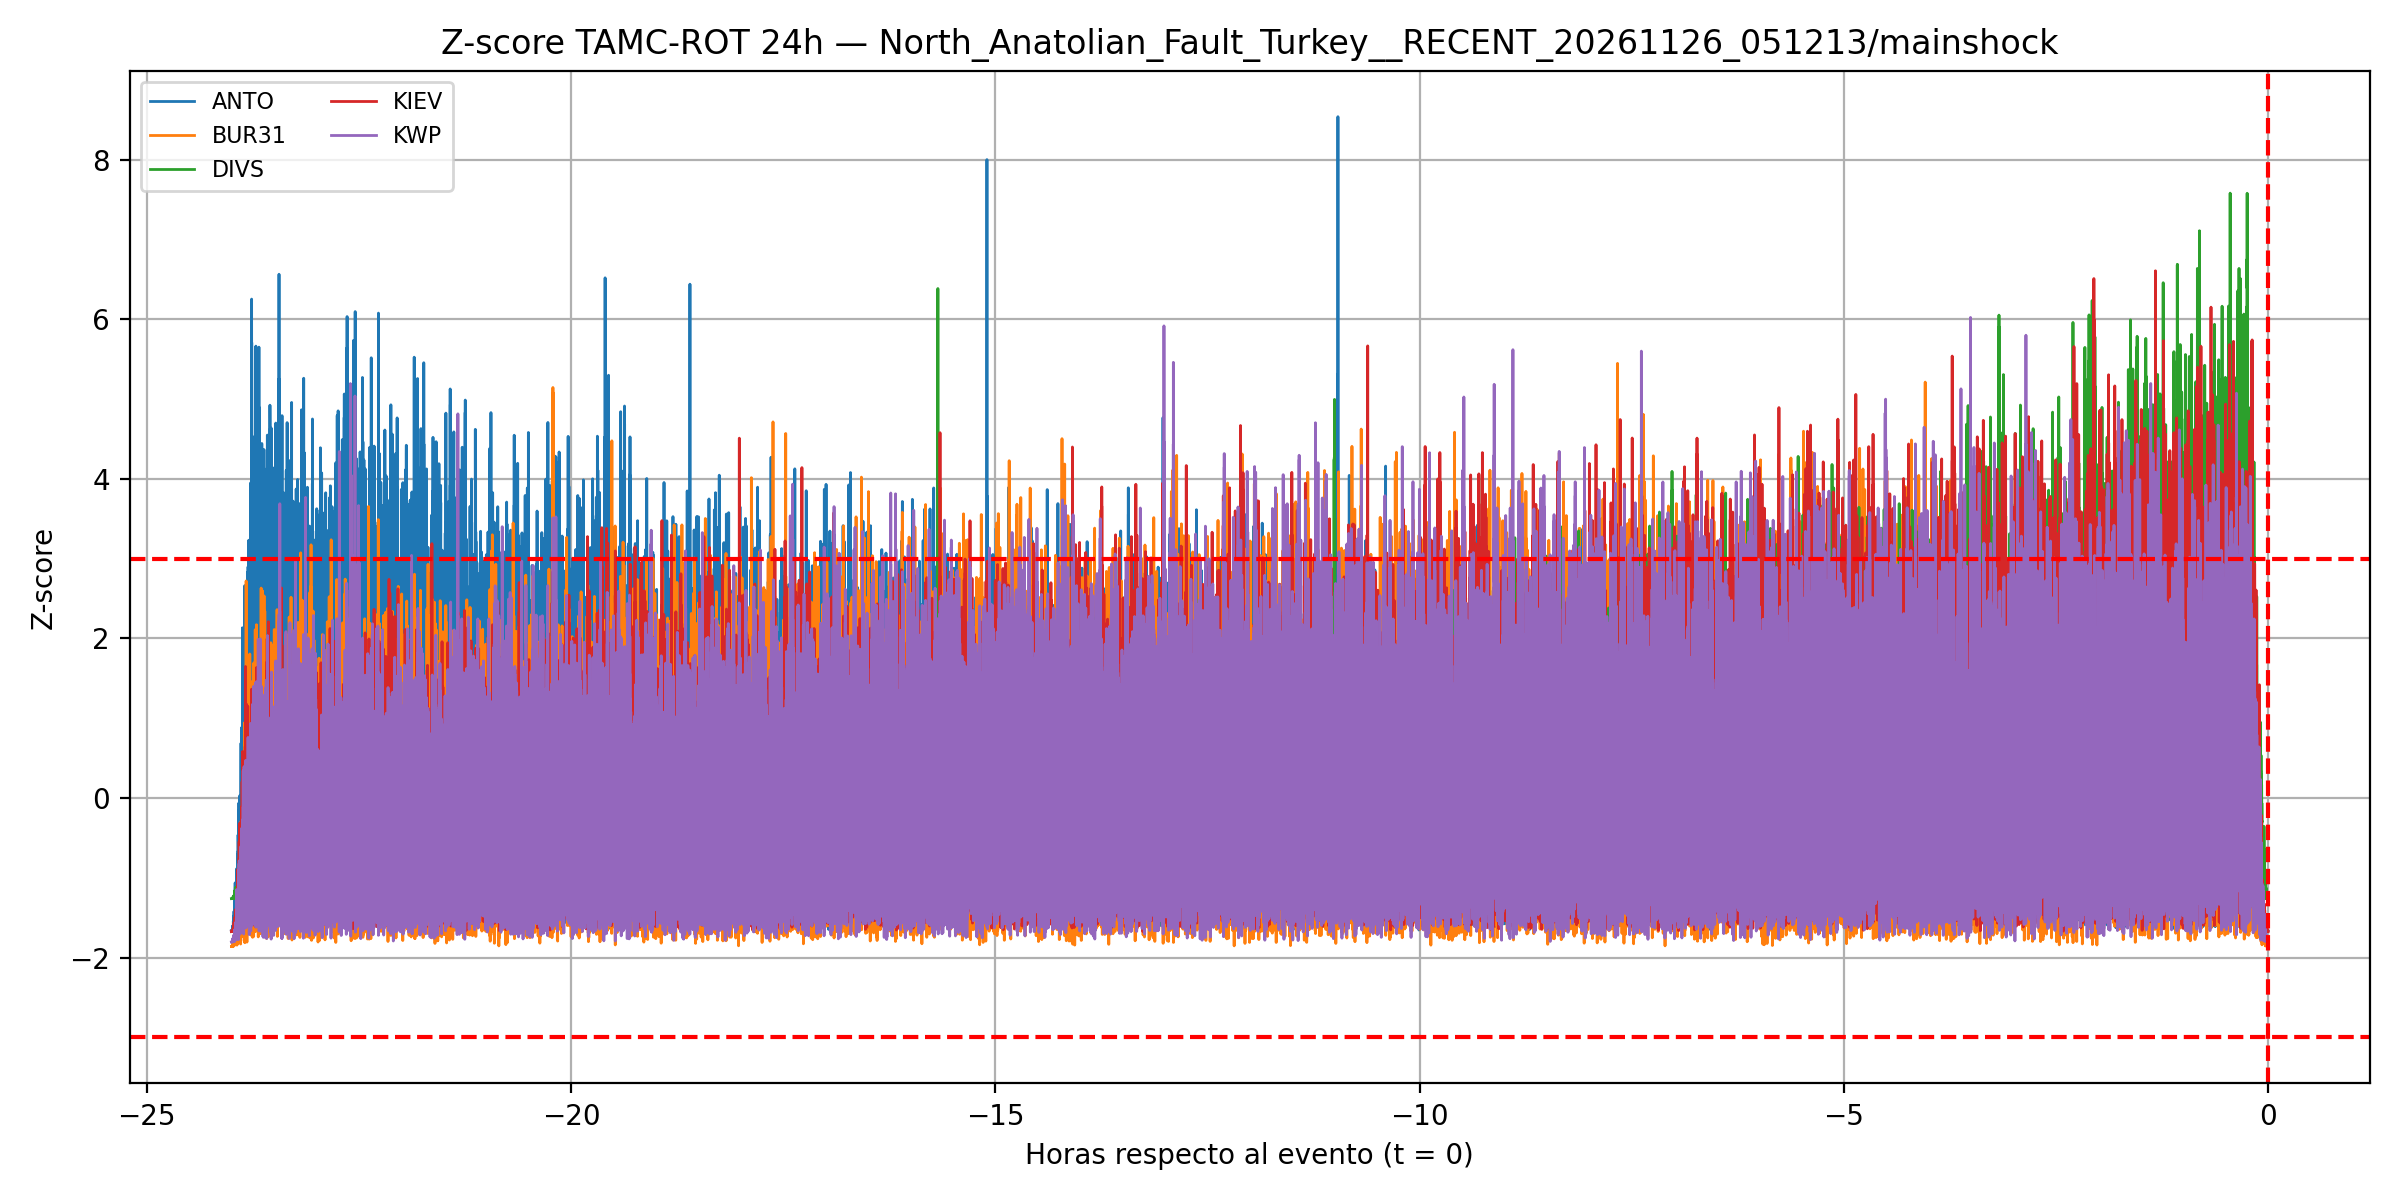 Z-score TAMC-ROT 24h — North_Anatolian_Fault_Turkey__RECENT_20261126_051213/mainshock
ANTO
BUR31
DIVS
KIEV
KWP
Z-score
8
6
4
2
0
−2
−25
−20
−15
−10
−5
0
Horas respecto al evento (t = 0)